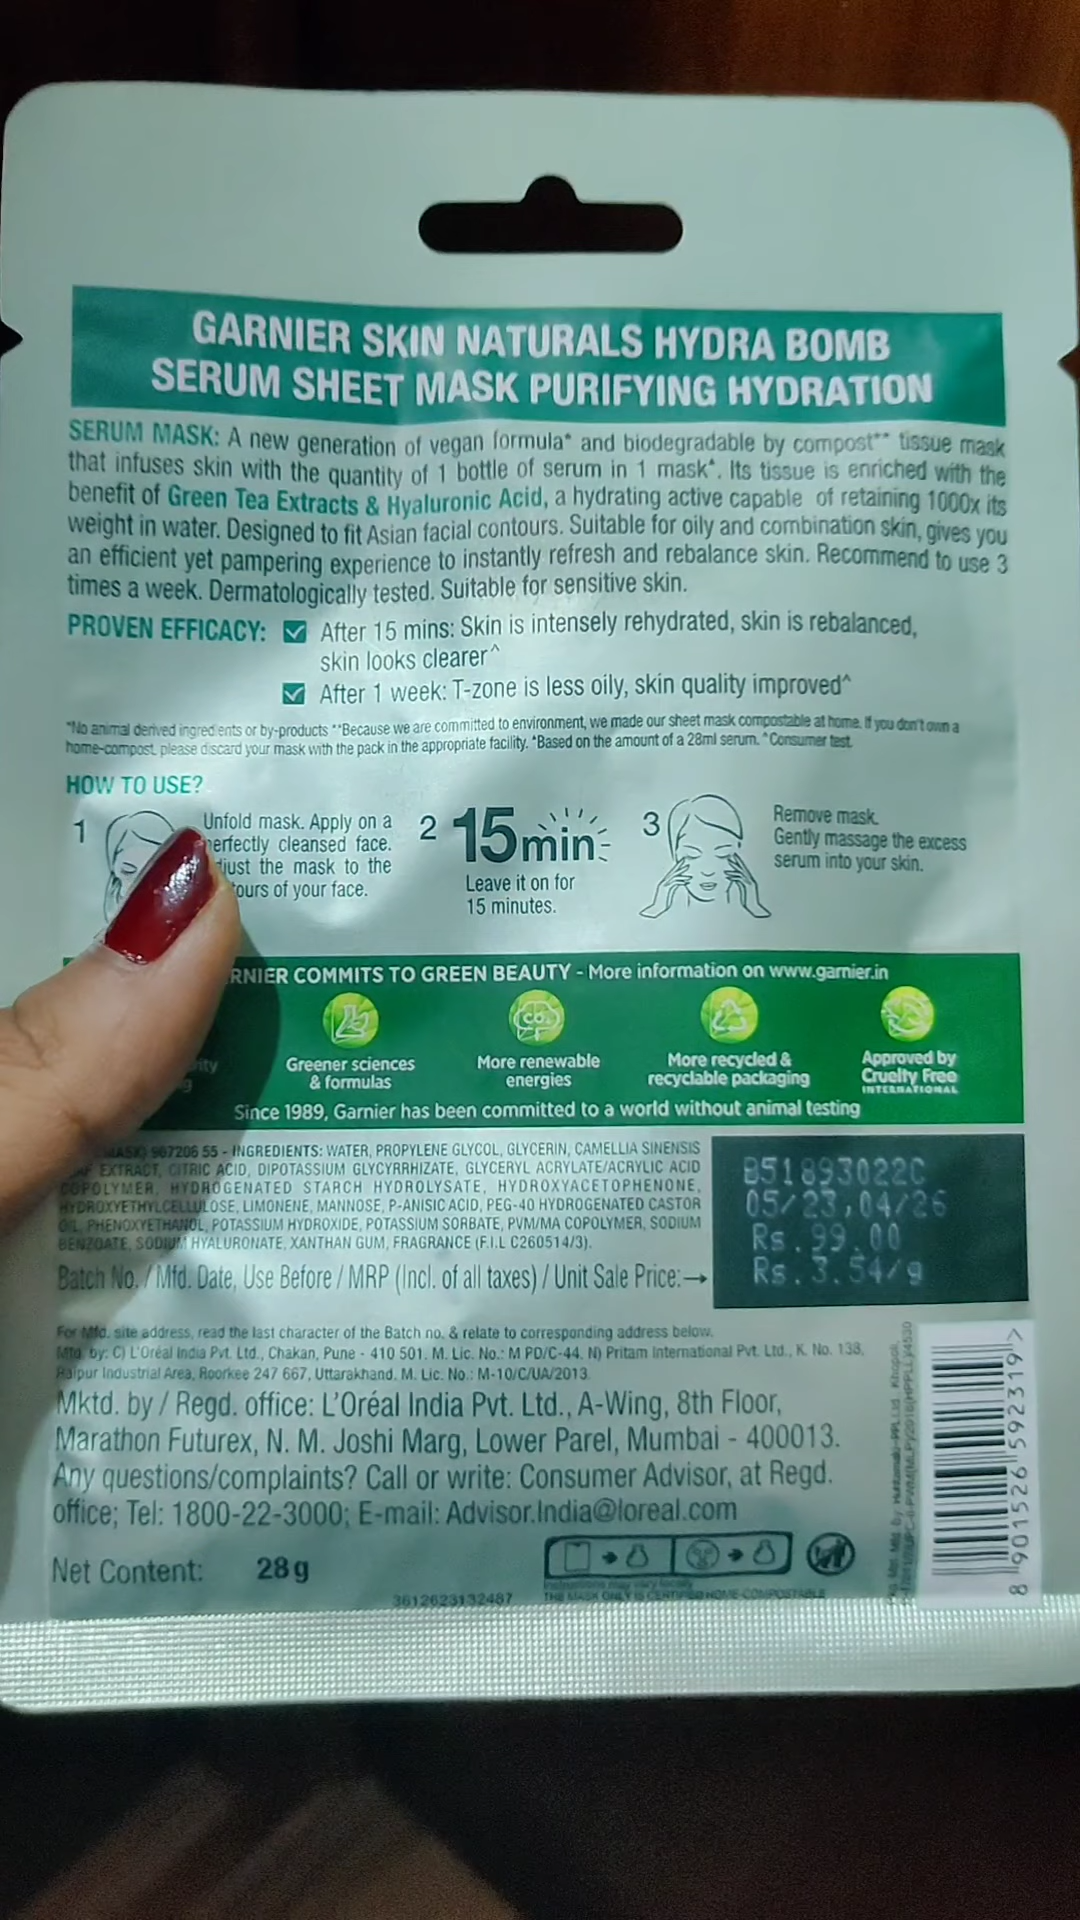 GARNIER SKIN NATURALS HYDRA BOMB
SERUM SHEET MASK PURIFYING HYDRATION
SERUM MASK: A new generation of vegan formula* and biodegradable by compost** tissue mask
that infuses skin with the quantity of 1 bottle of serum in 1 mask*. Its tissue is enriched with the
benefit of Green Tea Extracts & Hyaluronic Acid, a hydrating active capable of retaining 1000x its
weight in water. Designed to fit Asian facial contours. Suitable for oily and combination skin, gives you
an efficient yet pampering experience to instantly refresh and rebalance skin. Recommend to use 3
times a week. Dermatologically tested. Suitable for sensitive skin.
PROVEN EFFICACY: After 15 mins: Skin is intensely rehydrated, skin is rebalanced,
skin looks clearer^
After 1 week: T-zone is less oily, skin quality improved^
*No animal derived ingredients or by-products **Because we are committed to environment, we made our sheet mask compostable at home. If you don't own a
home-compost, please discard your mask with the pack in the appropriate facility. *Based on the amount of a 28ml serum. ^Consumer test.
HOW TO USE?
1
Unfold mask. Apply on a
perfectly cleansed face.
just the mask to the
tours of your face.
2 15min
Leave it on for
15 minutes.
3
Remove mask.
Gently massage the excess
serum into your skin.
RNIER COMMITS TO GREEN BEAUTY - More information on www.garnier.in
Greener sciences
& formulas
More renewable
energies
More recycled &
recyclable packaging
Approved by
Cruelty Free
INTERNATIONAL
CO2
Since 1989, Garnier has been committed to a world without animal testing
MASK) 967206 55 - INGREDIENTS: WATER, PROPYLENE GLYCOL, GLYCERIN, CAMELLIA SINENSIS
EXTRACT, CITRIC ACID, DIPOTASSIUM GLYCYRRHIZATE, GLYCERYL ACRYLATE/ACRYLIC ACID
COPOLYMER, HYDROGENATED STARCH HYDROLYSATE, HYDROXYACETOPHENONE,
HYDROXYETHYLCELLULOSE, LIMONENE, MANNOSE, P-ANISIC ACID, PEG-40 HYDROGENATED CASTOR
OIL, PHENOXYETHANOL, POTASSIUM HYDROXIDE, POTASSIUM SORBATE, PVM/MA COPOLYMER, SODIUM
BENZOATE, SODIUM HYALURONATE, XANTHAN GUM, FRAGRANCE (F.I.L C260514/3).
B51893022C
05/23,04/26
Rs.99.00
Rs.3.54/g
Batch No. / Mfd. Date, Use Before / MRP (Incl. of all taxes) / Unit Sale Price:→
For Mfd. site address, read the last character of the Batch no. & relate to corresponding address below.
Mfd. by: C) L'Oréal India Pvt. Ltd., Chakan, Pune - 410 501. M. Lic. No.: M PD/C-44. N) Pritam International Pvt. Ltd., K. No. 138,
Raipur Industrial Area, Roorkee 247 667, Uttarakhand. M. Lic. No.: M-10/C/UA/2013.
Mktd. by / Regd. office: L'Oréal India Pvt. Ltd., A-Wing, 8th Floor,
Marathon Futurex, N. M. Joshi Marg, Lower Parel, Mumbai - 400013.
Any questions/complaints? Call or write: Consumer Advisor, at Regd.
office; Tel: 1800-22-3000; E-mail: Advisor.India@loreal.com
Net Content: 28g
Instructions may vary locally
THE MASK ONLY IS CERTIFIED HOME-COMPOSTABLE
3612623132487
8 901526 592319 >